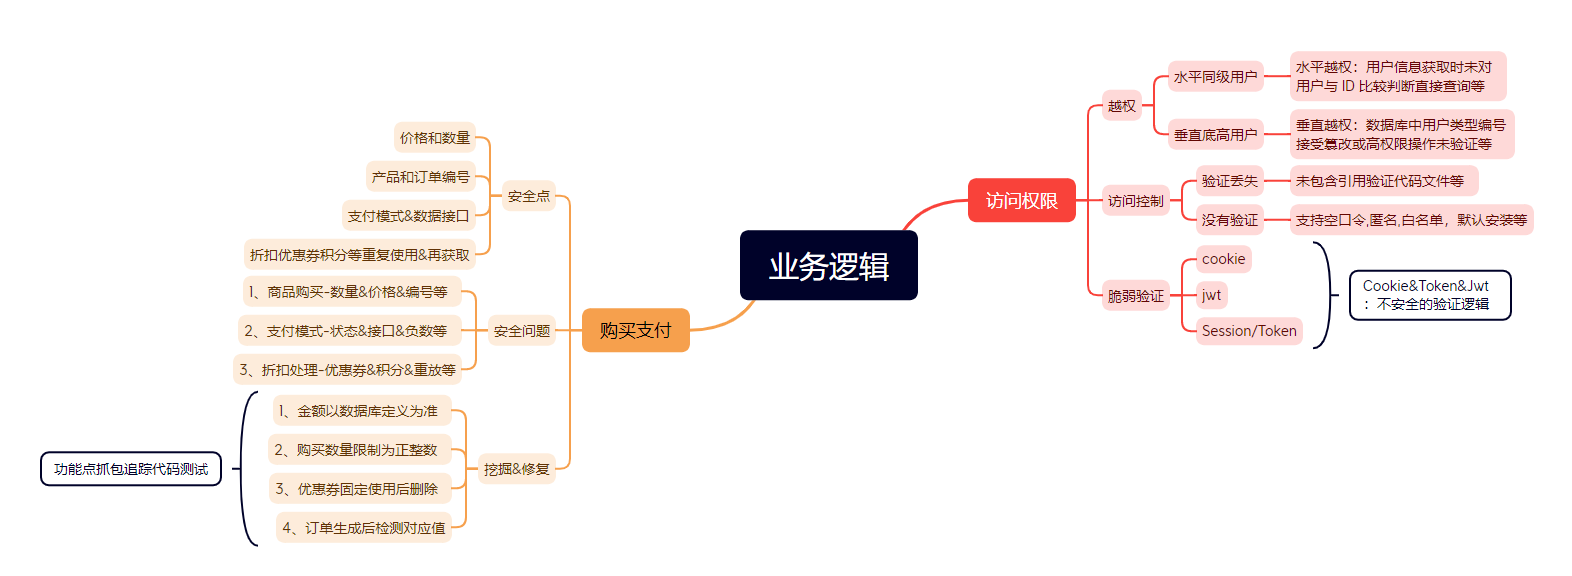 业务逻辑
访问权限
越权
水平同级用户
水平越权：用户信息获取时未对
用户与 ID 比较判断直接查询等
垂直底高用户
垂直越权：数据库中用户类型编号
接受篡改或高权限操作未验证等
访问控制
验证丢失
未包含引用验证代码文件等
没有验证
支持空口令,匿名,白名单，默认安装等
脆弱验证
cookie
jwt
Session/Token
Cookie&Token&Jwt
：不安全的验证逻辑
购买支付
安全点
价格和数量
产品和订单编号
支付模式&数据接口
折扣优惠券积分等重复使用&再获取
安全问题
1、商品购买-数量&价格&编号等
2、支付模式-状态&接口&负数等
3、折扣处理-优惠券&积分&重放等
挖掘&修复
1、金额以数据库定义为准
2、购买数量限制为正整数
3、优惠券固定使用后删除
4、订单生成后检测对应值
功能点抓包追踪代码测试